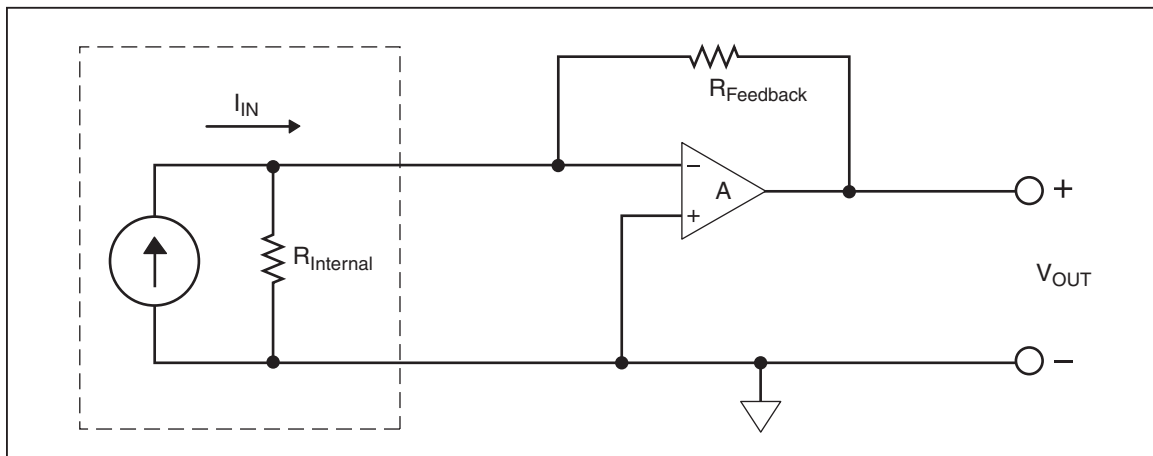 I_IN
R_Internal
R_Feedback
−
A
+
+
V_OUT
−